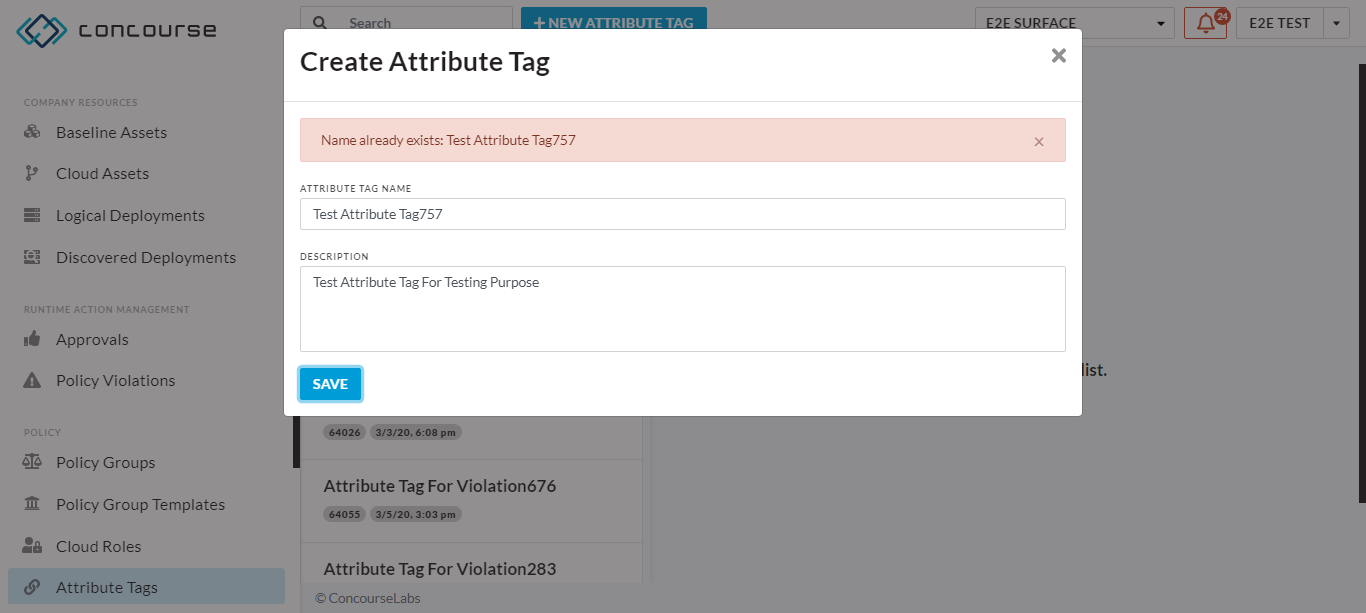 concourse
Search
+ NEW ATTRIBUTE TAG
E2E SURFACE
24
E2E TEST
Create Attribute Tag
×
Name already exists: Test Attribute Tag757
×
ATTRIBUTE TAG NAME
Test Attribute Tag757
DESCRIPTION
Test Attribute Tag For Testing Purpose
SAVE
COMPANY RESOURCES
Baseline Assets
Cloud Assets
Logical Deployments
Discovered Deployments
RUNTIME ACTION MANAGEMENT
Approvals
Policy Violations
POLICY
Policy Groups
Policy Group Templates
Cloud Roles
Attribute Tags
list.
64026 3/3/20, 6:08 pm
Attribute Tag For Violation676
64055 3/5/20, 3:03 pm
Attribute Tag For Violation283
© ConcourseLabs